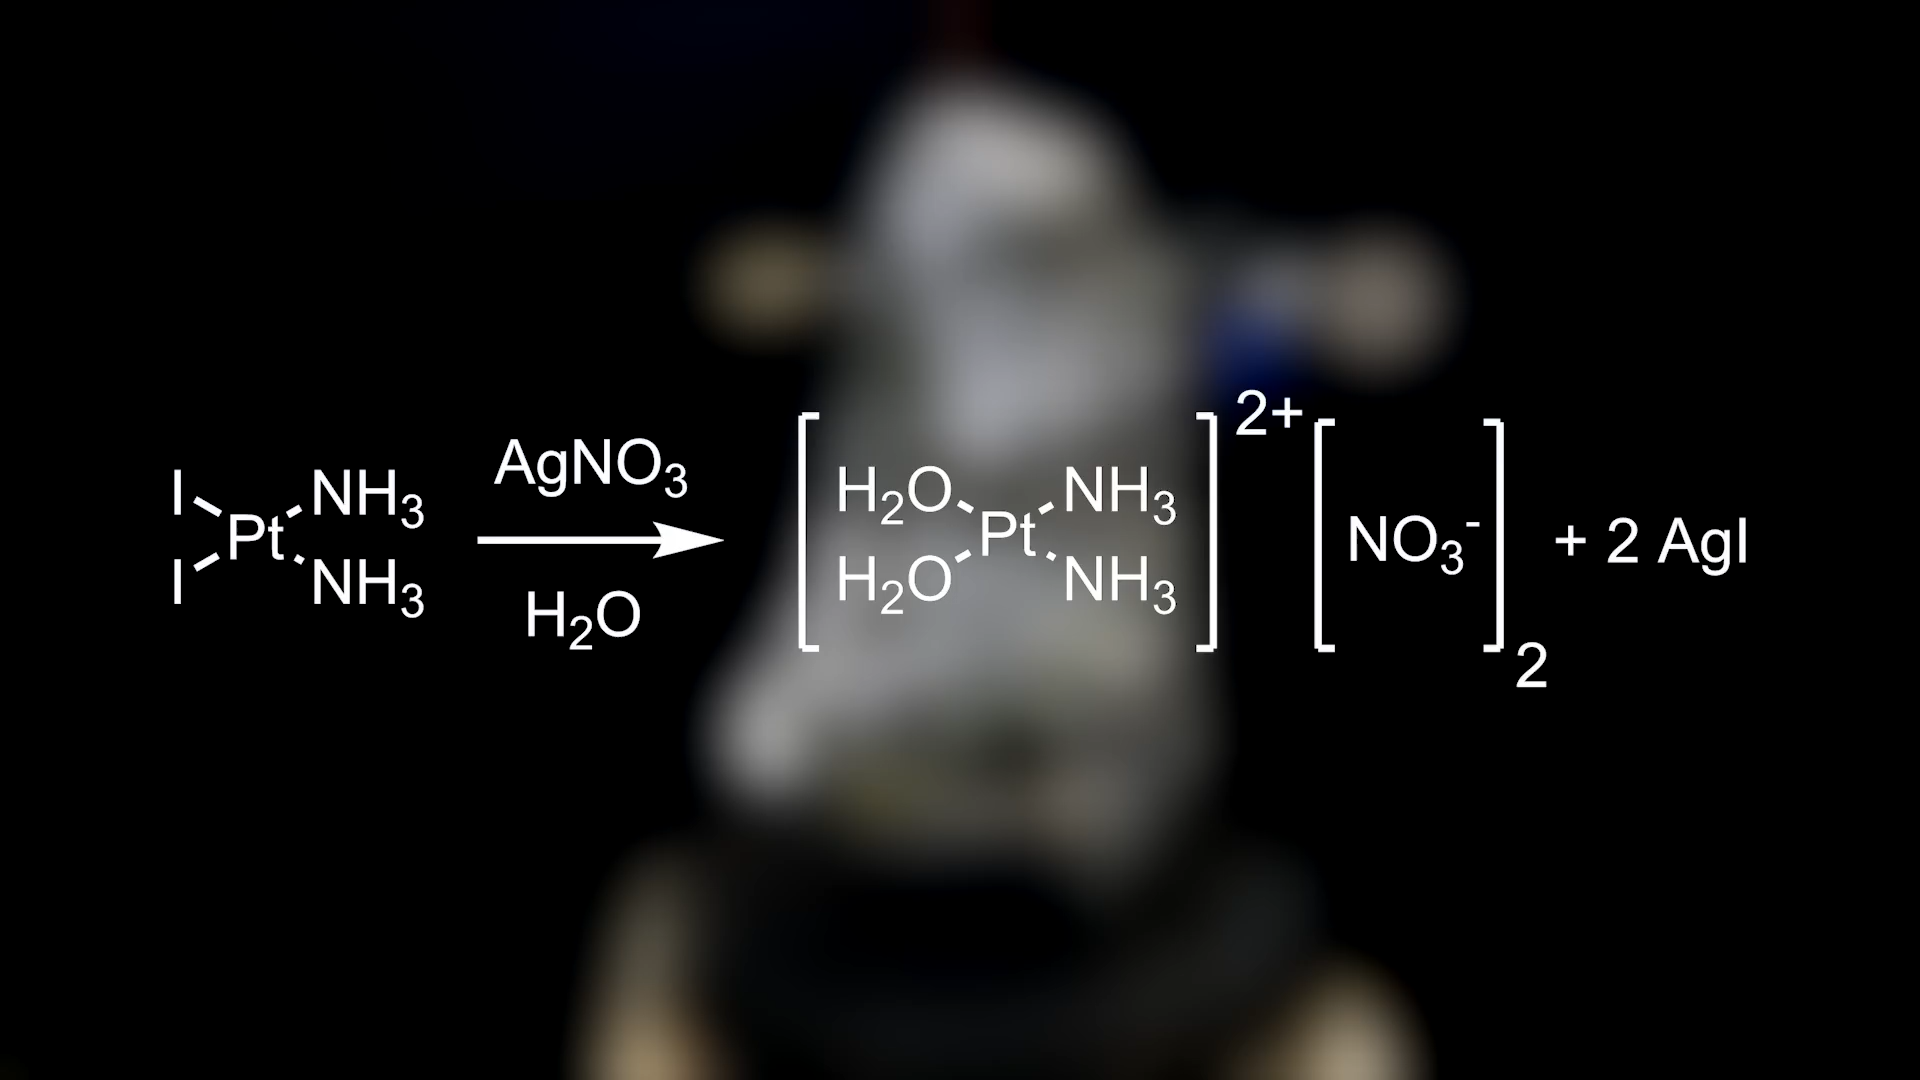 I I Pt NH₃ NH₃
AgNO₃
H₂O
[H₂O H₂O Pt NH₃ NH₃]²⁺ [NO₃⁻]₂ + 2 AgI